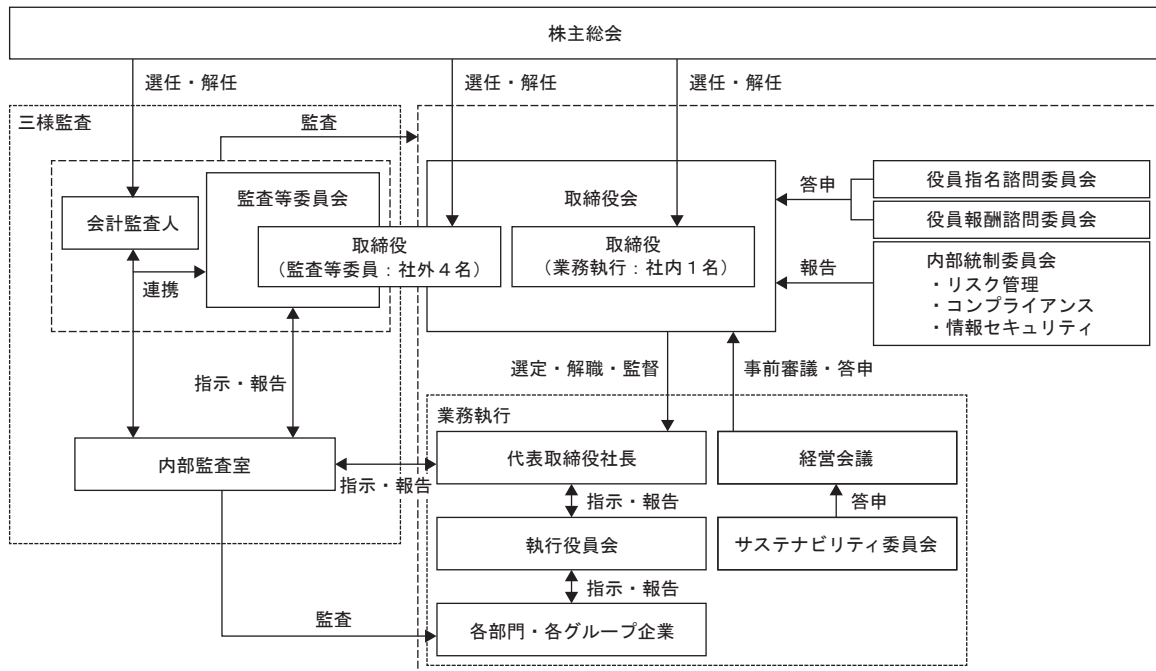 株主総会
選任・解任
選任・解任
選任・解任
三様監査
監査
監査等委員会
会計監査人
取締役
（監査等委員：社外４名）
連携
指示・報告
内部監査室
取締役会
取締役
（業務執行：社内１名）
答申
役員指名諮問委員会
役員報酬諮問委員会
報告
内部統制委員会
・リスク管理
・コンプライアンス
・情報セキュリティ
選定・解職・監督
事前審議・答申
業務執行
代表取締役社長
経営会議
指示・報告
指示・報告
答申
執行役員会
サステナビリティ委員会
指示・報告
監査
各部門・各グループ企業